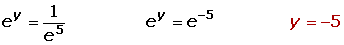 e^y = 1/e^5 e^y = e^-5 y = -5